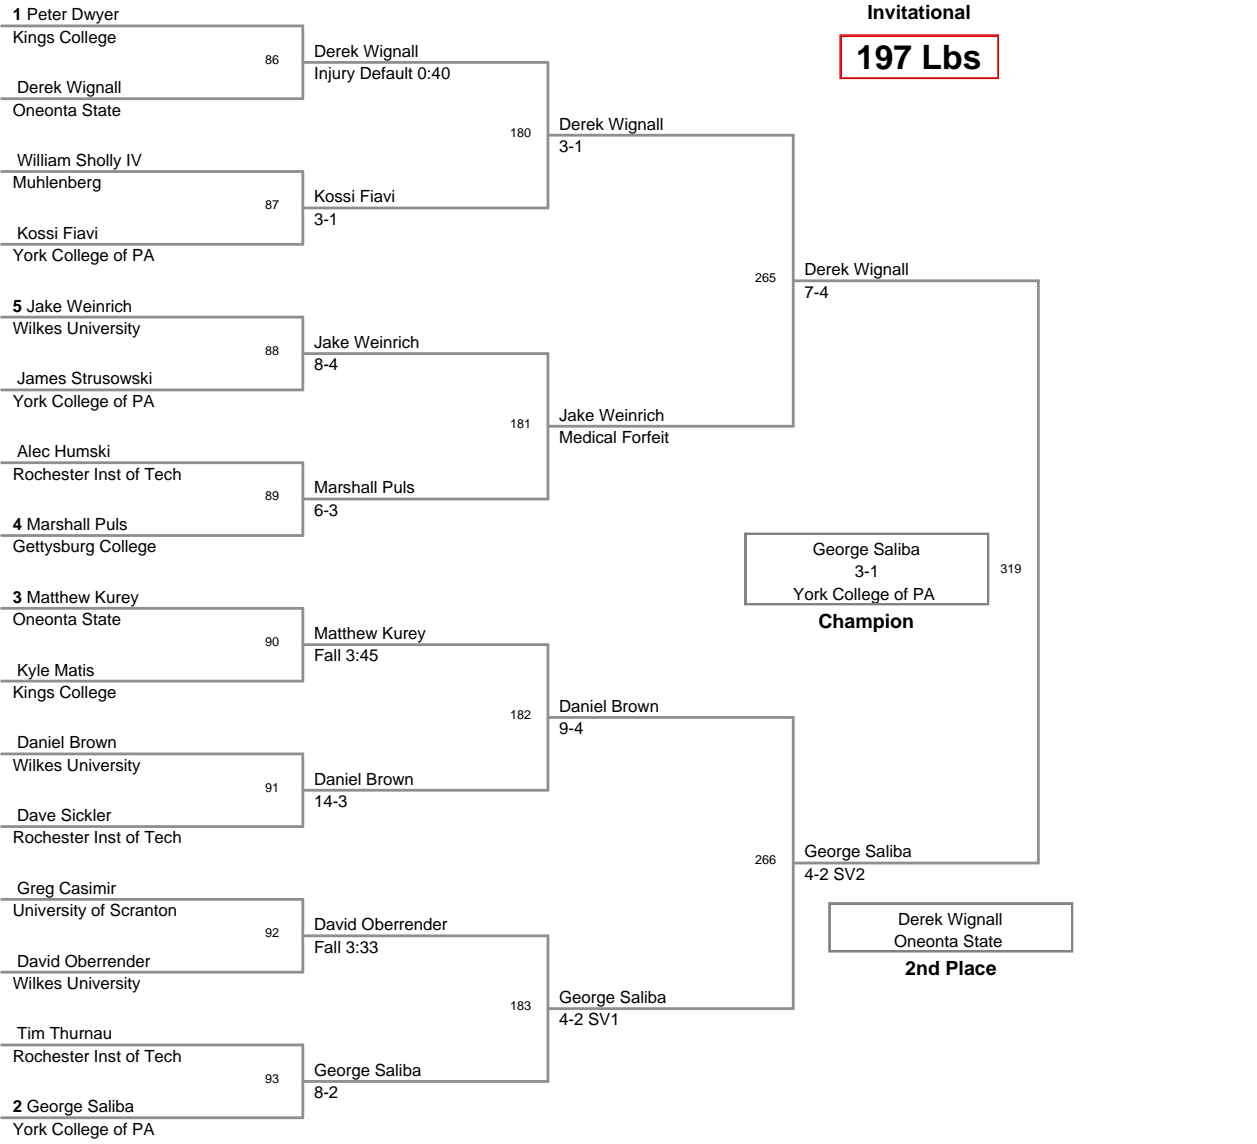 Invitational
197 Lbs
1 Peter Dwyer
Kings College
86
Derek Wignall
Oneonta State
Derek Wignall
Injury Default 0:40
William Sholly IV
Muhlenberg
87
Kossi Fiavi
York College of PA
Kossi Fiavi
3-1
180
Derek Wignall
3-1
5 Jake Weinrich
Wilkes University
88
James Strusowski
York College of PA
Jake Weinrich
8-4
Alec Humski
Rochester Inst of Tech
89
4 Marshall Puls
Gettysburg College
Marshall Puls
6-3
181
Jake Weinrich
Medical Forfeit
265
Derek Wignall
7-4
3 Matthew Kurey
Oneonta State
90
Kyle Matis
Kings College
Matthew Kurey
Fall 3:45
Daniel Brown
Wilkes University
91
Dave Sickler
Rochester Inst of Tech
Daniel Brown
14-3
182
Daniel Brown
9-4
Greg Casimir
University of Scranton
92
David Oberrender
Wilkes University
David Oberrender
Fall 3:33
Tim Thurnau
Rochester Inst of Tech
93
2 George Saliba
York College of PA
George Saliba
8-2
183
George Saliba
4-2 SV1
266
George Saliba
4-2 SV2
319
George Saliba
3-1
York College of PA
Champion
Derek Wignall
Oneonta State
2nd Place